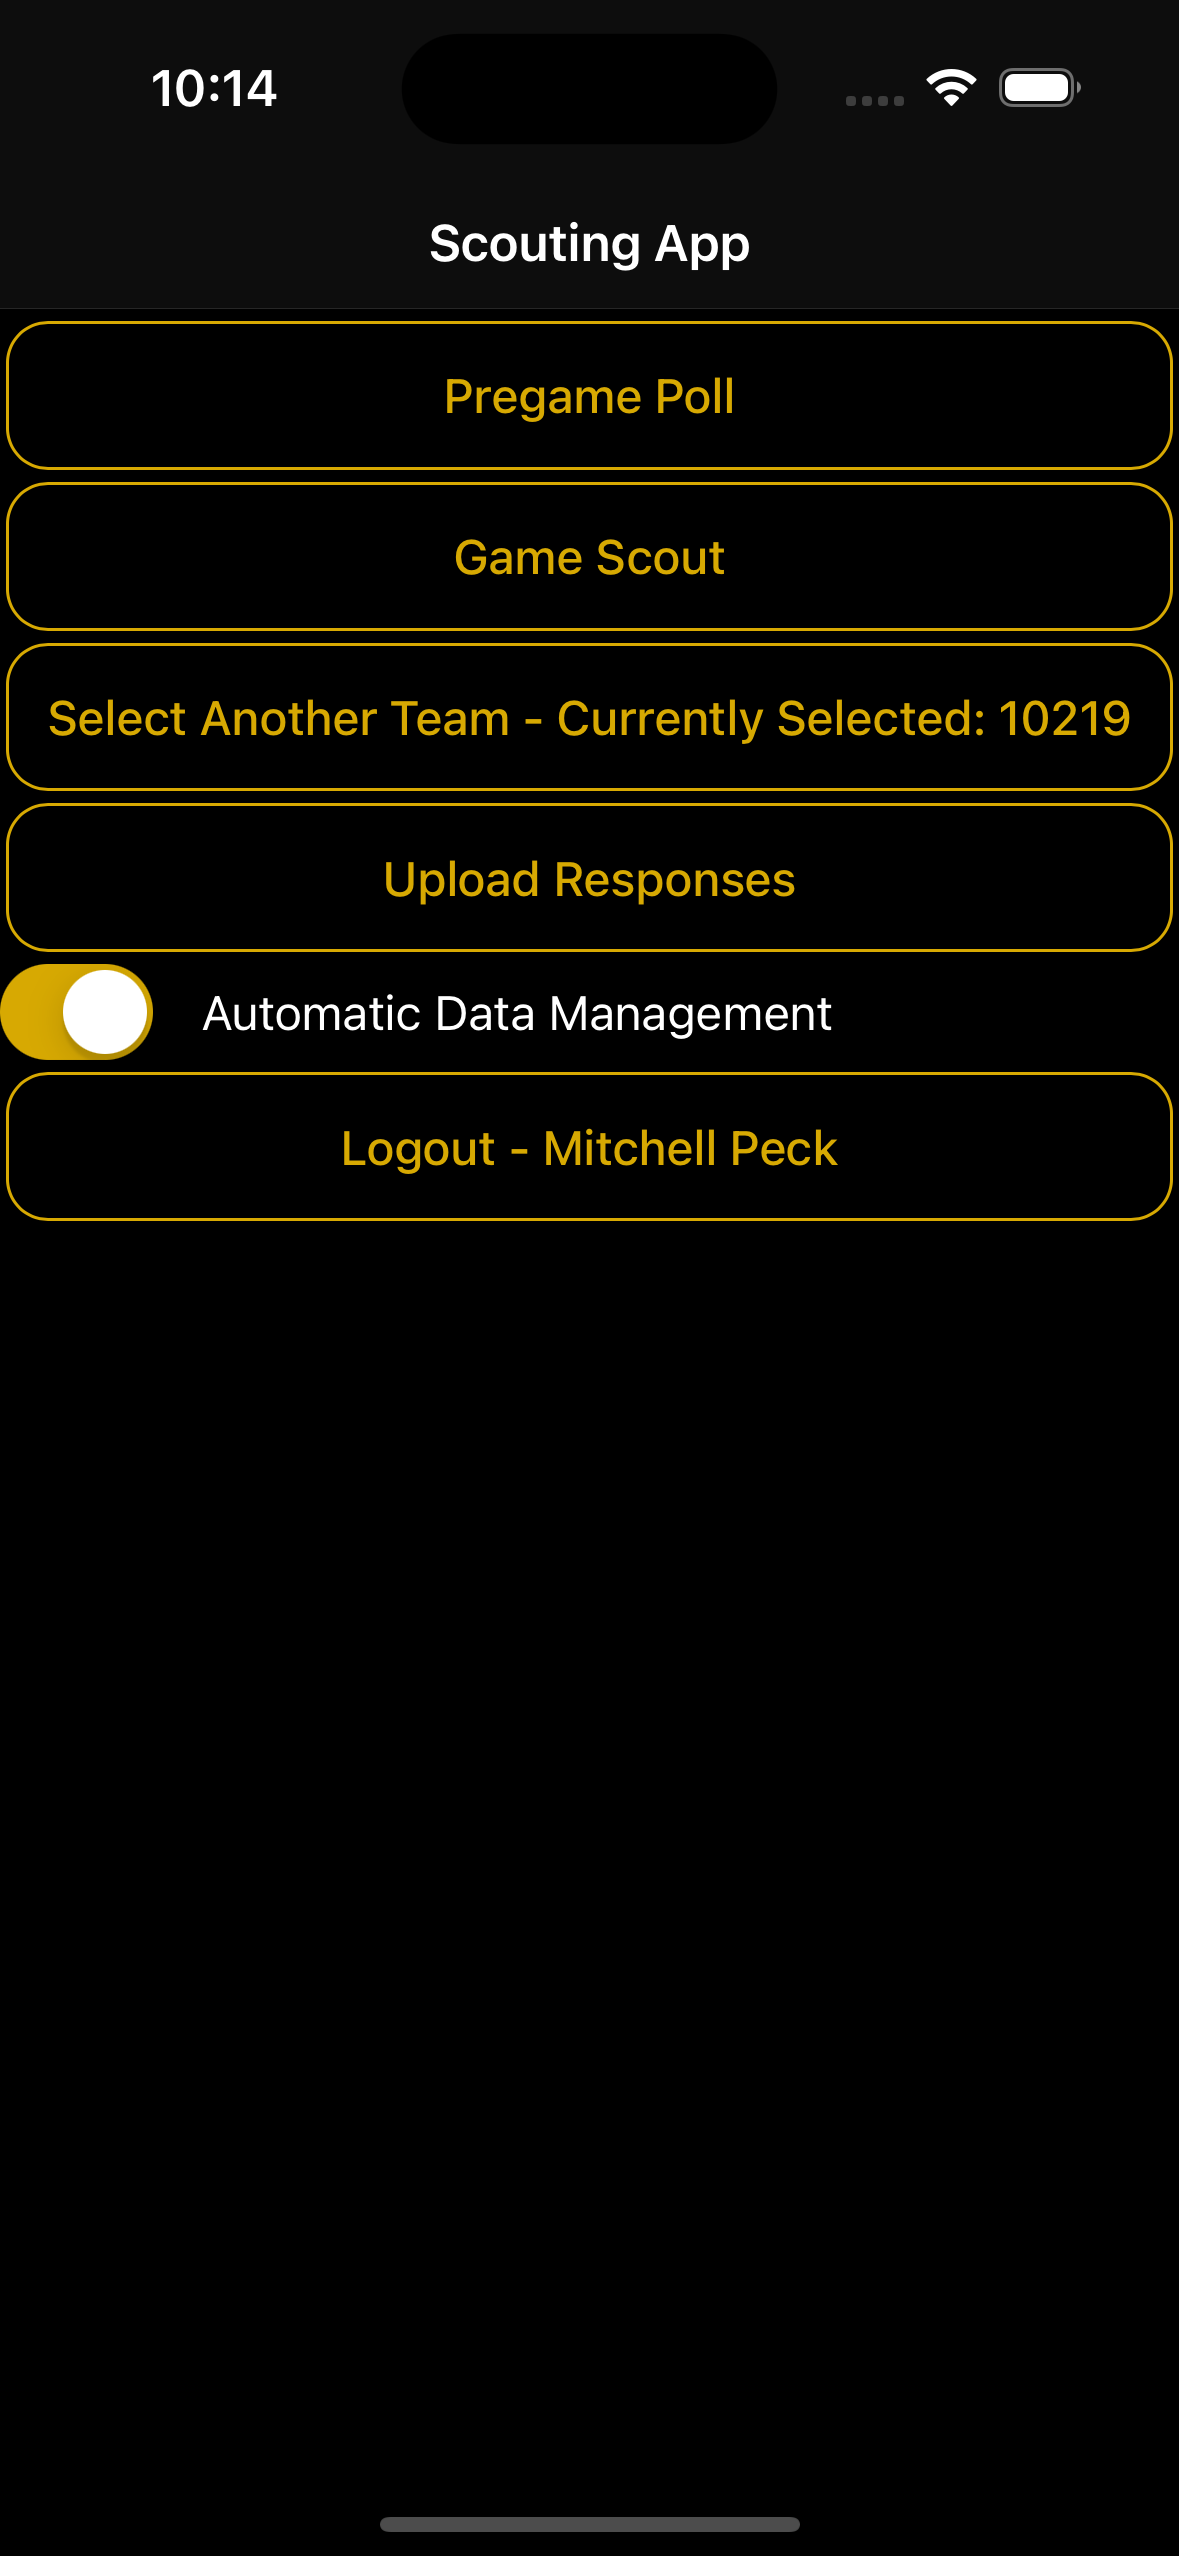 10:14
Scouting App
Pregame Poll
Game Scout
Select Another Team - Currently Selected: 10219
Upload Responses
Automatic Data Management
Logout - Mitchell Peck